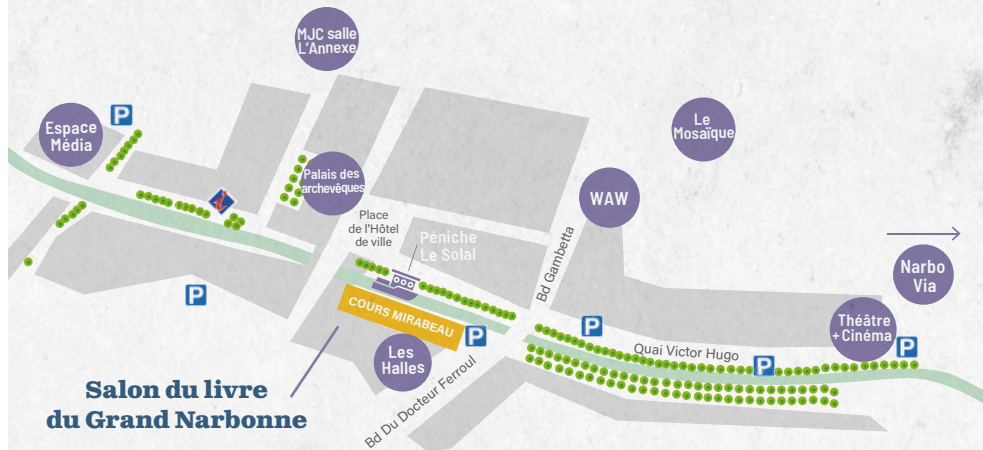 MJC salle
L'Annexe
P
Espace
Média
Le
Mosaïque
Palais des
archevêques
WAW
i
Place
de l'Hôtel
de ville
Péniche
Le Solal
Bd Gambetta
Narbo
Via
P
COURS MIRABEAU
P
P
Théâtre
+ Cinéma
P
Quai Victor Hugo
P
Les
Halles
Bd Du Docteur Ferroul
Salon du livre
du Grand Narbonne